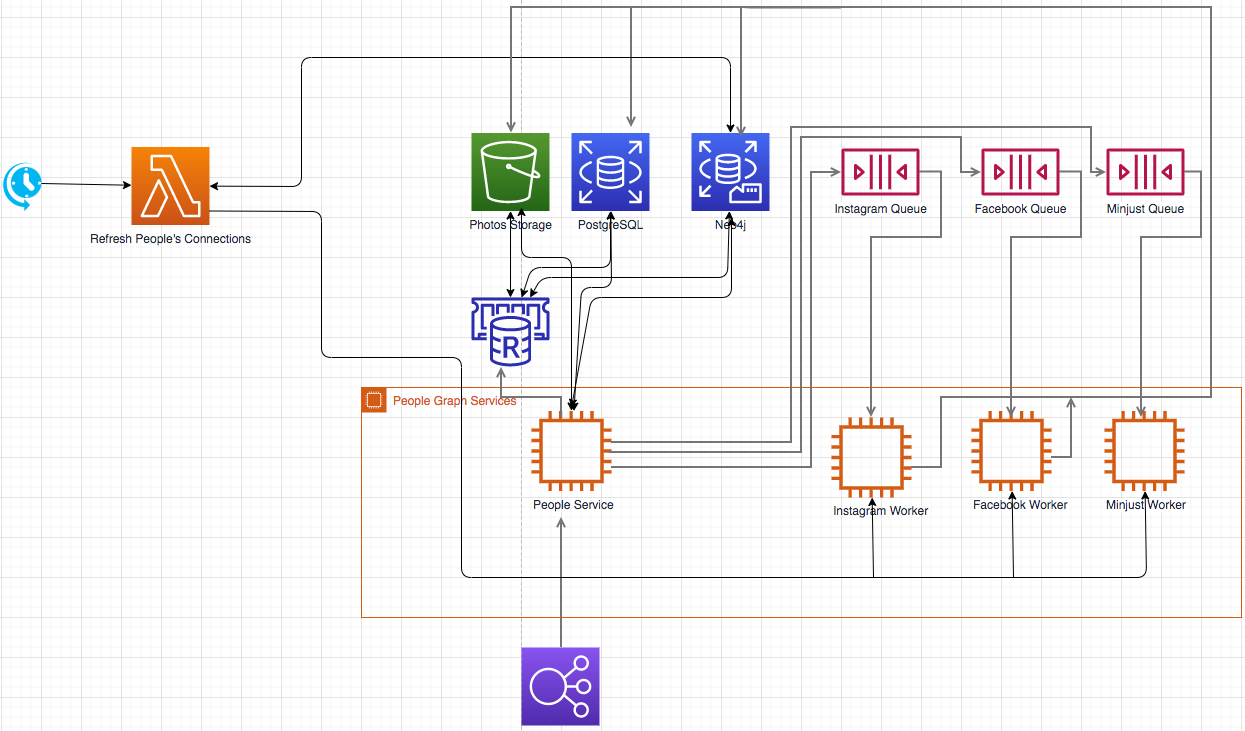 Instagram Queue
Facebook Queue
Minjust Queue
Photos Storage
PostgreSQL
Neo4j
Refresh People's Connections
R
People Graph Services
People Service
Instagram Worker
Facebook Worker
Minjust Worker